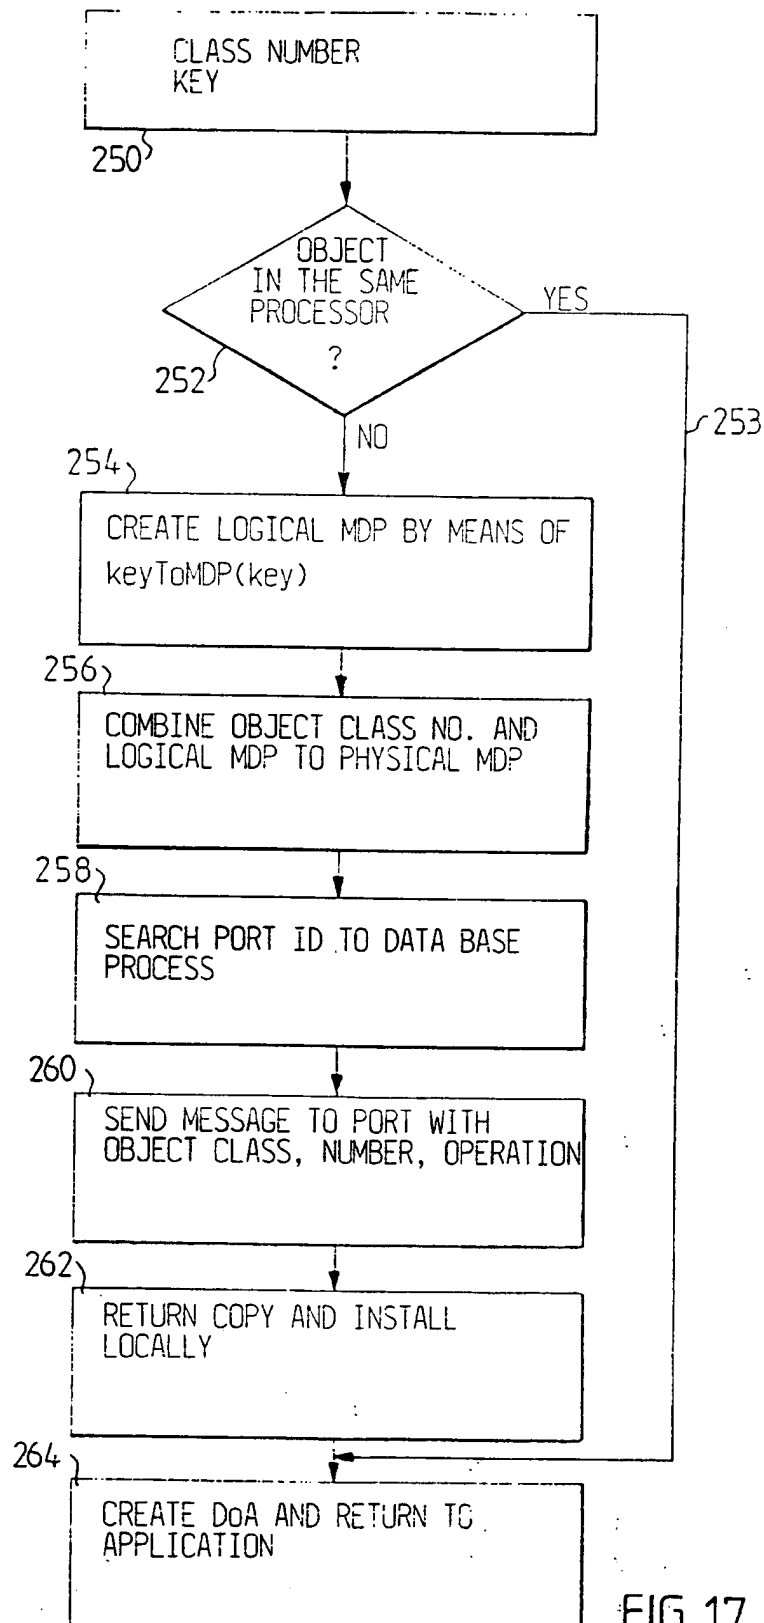 CLASS NUMBER
KEY
250
OBJECT
IN THE SAME
PROCESSOR
?
YES
252
253
NO
254
CREATE LOGICAL MDP BY MEANS OF
keyToMDP(key)
256
COMBINE OBJECT CLASS NO. AND
LOGICAL MDP TO PHYSICAL MDP
258
SEARCH PORT ID TO DATA BASE
PROCESS
260
SEND MESSAGE TO PORT WITH
OBJECT CLASS, NUMBER, OPERATION
262
RETURN COPY AND INSTALL
LOCALLY
264
CREATE DoA AND RETURN TO
APPLICATION
FIG 17